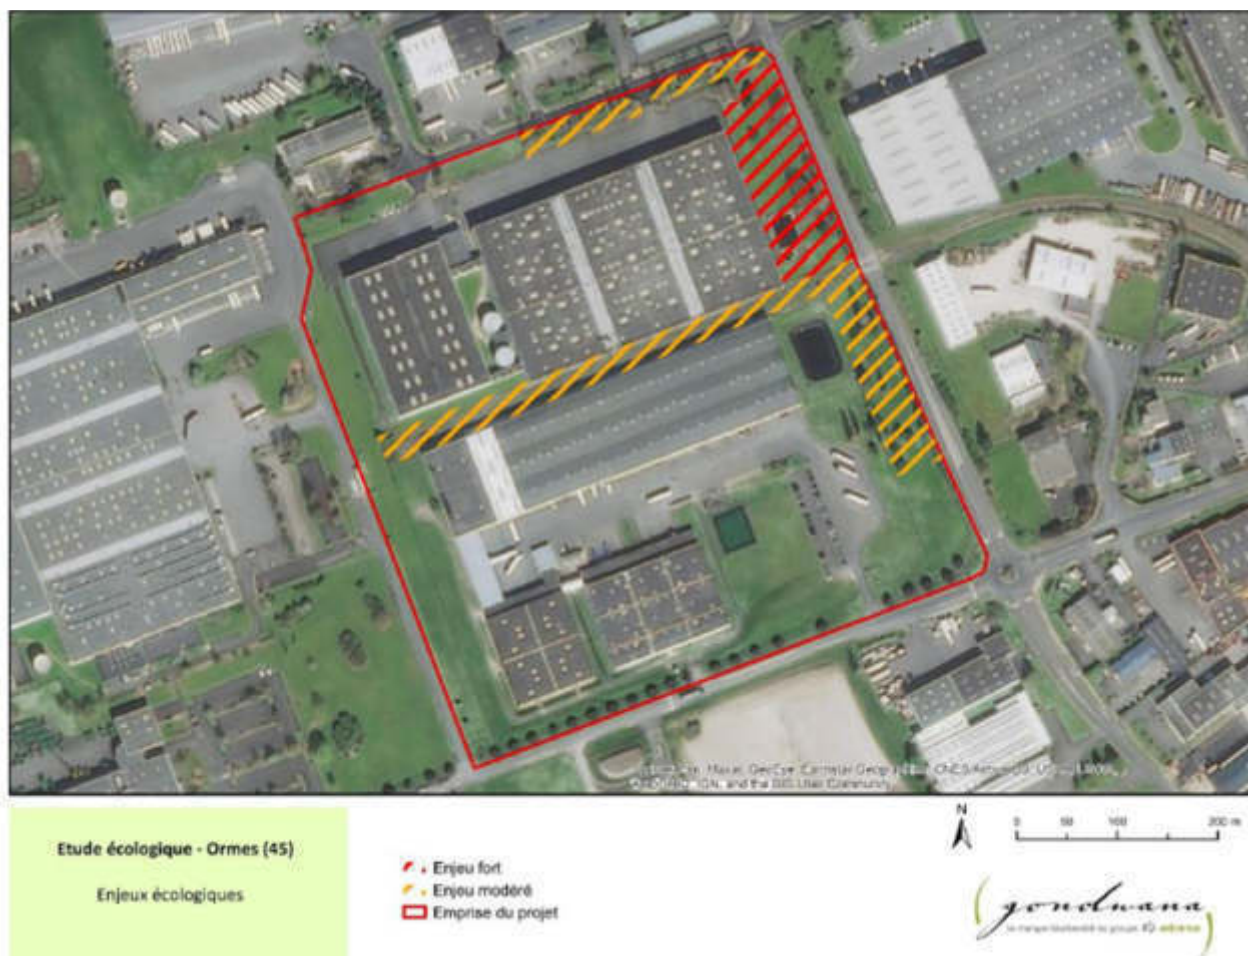 Etude écologique - Ormes (45)
Enjeux écologiques
Enjeu fort
Enjeu modéré
Emprise du projet
N
0 50 100 200 m
gondwana